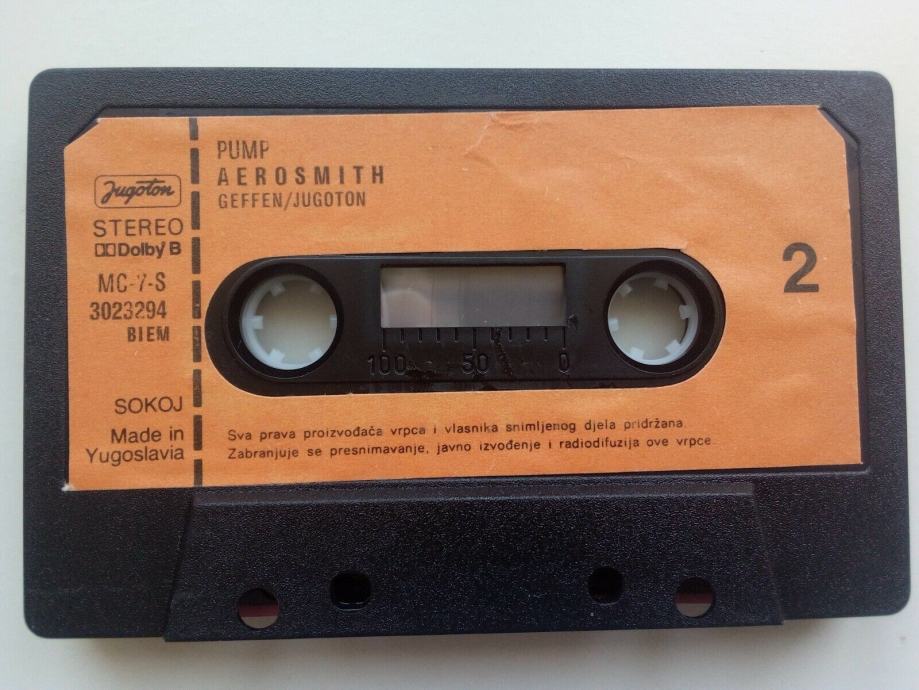 Jugoton
STEREO
Dolby B
MC-7-S
3023294
BIEM
SOKOJ
Made in
Yugoslavia
PUMP
AEROSMITH
GEFFEN/JUGOTON
2
100 50 0
Sva prava proizvođača vrpca i vlasnika snimljenog djela pridržana.
Zabranjuje se presnimavanje, javno izvođenje i radiodifuzija ove vrpce.